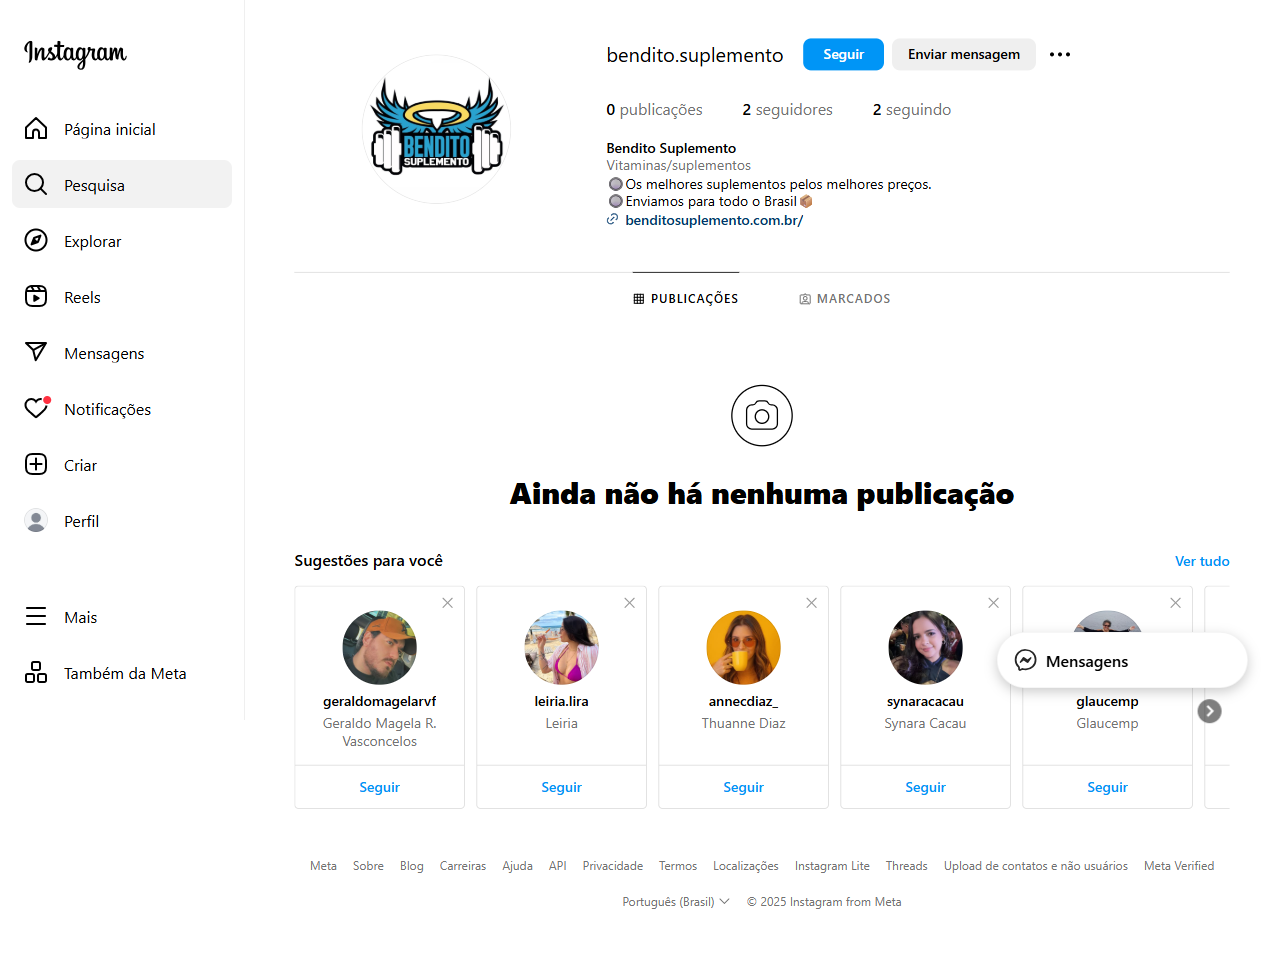 Instagram
Página inicial
Pesquisa
Explorar
Reels
Mensagens
Notificações
Criar
Perfil
Mais
Também da Meta
BENDITO
SUPLEMENTO
bendito.suplemento
Seguir
Enviar mensagem
0 publicações 2 seguidores 2 seguindo
Bendito Suplemento
Vitaminas/suplementos
🔘Os melhores suplementos pelos melhores preços.
🔘Enviamos para todo o Brasil📦
benditosuplemento.com.br/
PUBLICAÇÕES MARCADOS
Ainda não há nenhuma publicação
Sugestões para você Ver tudo
geraldomagelarvf
Geraldo Magela R.
Vasconcelos
Seguir
leiria.lira
Leiria
Seguir
annecdiaz_
Thuanne Diaz
Seguir
synaracacau
Synara Cacau
Seguir
glaucemp
Glaucemp
Seguir
Mensagens
Meta Sobre Blog Carreiras Ajuda API Privacidade Termos Localizações Instagram Lite Threads Upload de contatos e não usuários Meta Verified
Português (Brasil) © 2025 Instagram from Meta